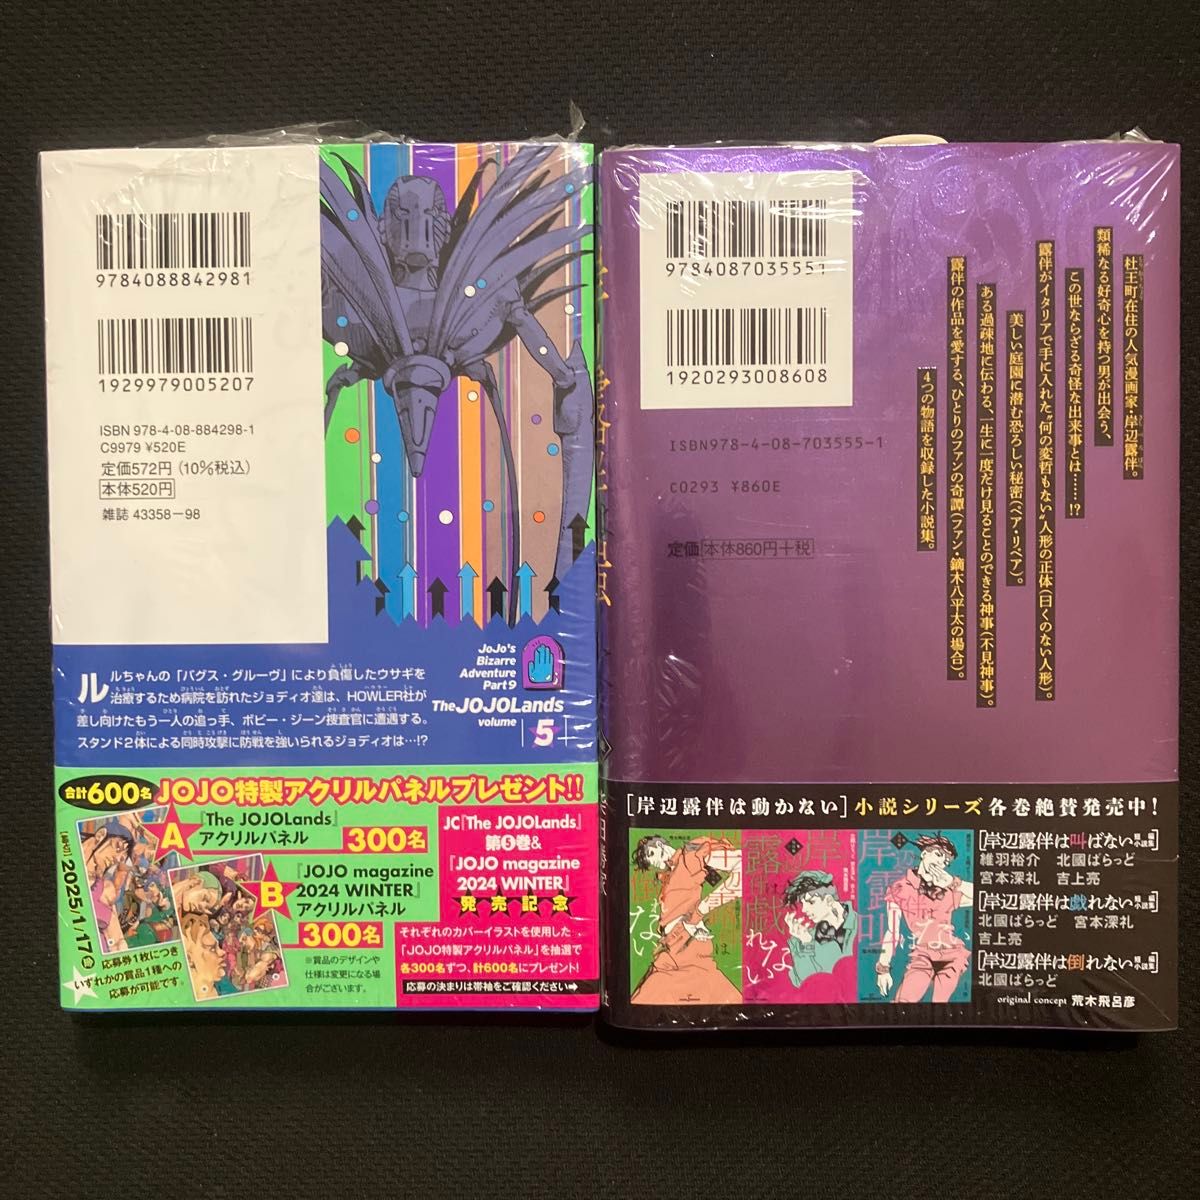 9784088842981
1929979005207
ISBN 978-4-08-884298-1
C9979 ¥520E
定価572円(10%税込)
本体520円
雑誌 43358-98
JoJo's
Bizarre
Adventure
Part 9
The JOJOLands
volume
5
ルルちゃんの「バグス・グルーヴ」により負傷したウサギを
治療するため病院を訪れたジョディオ達は、HOWLER社が
差し向けたもう一人の追っ手、ボビー・ジーン捜査官に遭遇する。
スタンド2体による同時攻撃に防戦を強いられるジョディオは…!?
合計600名 JOJO特製アクリルパネルプレゼント!!
A
『The JOJOLands』
アクリルパネル
300名
B
『JOJO magazine
2024 WINTER』
アクリルパネル
300名
【締切】2025/1/17
応募券1枚につき
いずれかの賞品1種への
応募が可能です。
※賞品のデザインや
仕様は変更になる場
合がございます。
JC『The JOJOLands』
第5巻&
『JOJO magazine
2024 WINTER』
発売記念
それぞれのカバーイラストを使用した
「JOJO特製アクリルパネル」を抽選で
各300名ずつ、計600名にプレゼント!
応募の決まりは帯袖をご確認ください➡
9784087035551
1920293008608
ISBN978-4-08-703555-1
C0293 ¥860E
定価 本体860円+税
杜王町在住の人気漫画家・岸辺露伴。
類稀なる好奇心を持つ男が出会う、
この世ならざる奇怪な出来事とは……!?
露伴がイタリアで手に入れた“何の変哲もない”人形の正体(曰くのない人形)。
美しい庭園に潜む恐ろしい秘密(ペア・リペア)。
ある過疎地に伝わる、一生に一度だけ見ることのできる神事(不見神事)。
露伴の作品を愛する、ひとりのファンの奇譚(ファン・鏑木八平太の場合)。
4つの物語を収録した小説集。
[岸辺露伴は動かない]小説シリーズ各巻絶賛発売中!
[岸辺露伴は叫ばない 短編小説集]
維羽裕介 北國ばらっど
宮本深礼 吉上亮
[岸辺露伴は戯れない 短編小説集]
北國ばらっど 宮本深礼
吉上亮
[岸辺露伴は倒れない 短編小説集]
北國ばらっど
original concept 荒木飛呂彦